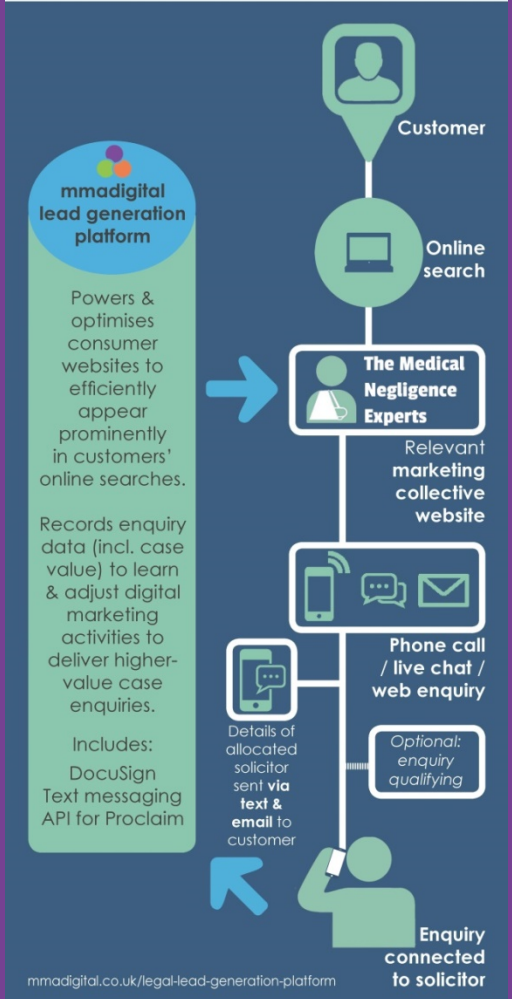 Customer
Online
search
mmadigital
lead generation
platform
Powers &
optimises
consumer
websites to
efficiently
appear
prominently
in customers'
online searches.
Records enquiry
data (incl. case
value) to learn
& adjust digital
marketing
activities to
deliver higher-
value case
enquiries.
Includes:
DocuSign
Text messaging
API for Proclaim
The Medical
Negligence
Experts
Relevant
marketing
collective
website
Phone call
/ live chat /
web enquiry
Details of
allocated
solicitor
sent via
text &
email to
customer
Optional:
enquiry
qualifying
Enquiry
connected
to solicitor
mmadigital.co.uk/legal-lead-generation-platform